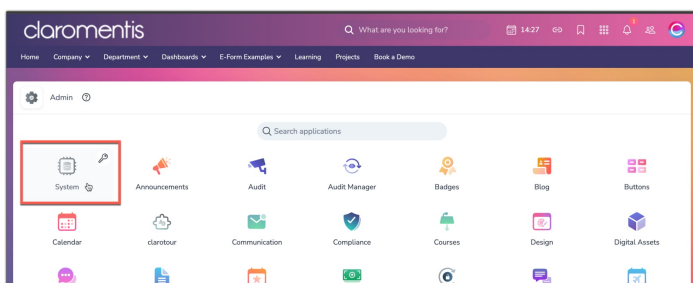 claromentis
What are you looking for?
14:27
1
Home Company Department Dashboards E-Form Examples Learning Projects Book a Demo
Admin
Search applications
System Announcements Audit Audit Manager Badges Blog Buttons
Calendar clarotour Communication Compliance Courses Design Digital Assets